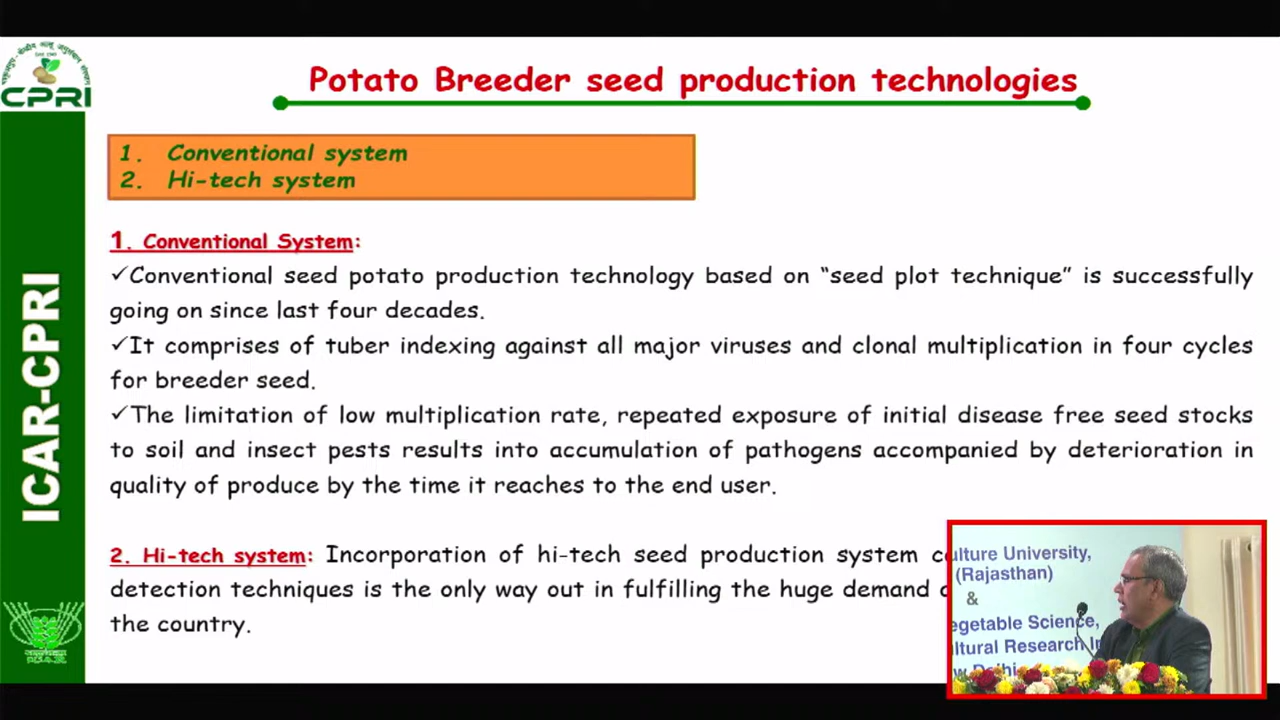 CPRI
Potato Breeder seed production technologies
1. Conventional system
2. Hi-tech system
1. Conventional System:
✓Conventional seed potato production technology based on “seed plot technique” is successfully
going on since last four decades.
✓It comprises of tuber indexing against all major viruses and clonal multiplication in four cycles
for breeder seed.
✓The limitation of low multiplication rate, repeated exposure of initial disease free seed stocks
to soil and insect pests results into accumulation of pathogens accompanied by deterioration in
quality of produce by the time it reaches to the end user.
2. Hi-tech system: Incorporation of hi-tech seed production system
detection techniques is the only way out in fulfilling the huge demand
the country.
ICAR-CPRI
ulture University,
(Rajasthan)
&
egetable Science,
ltural Research In